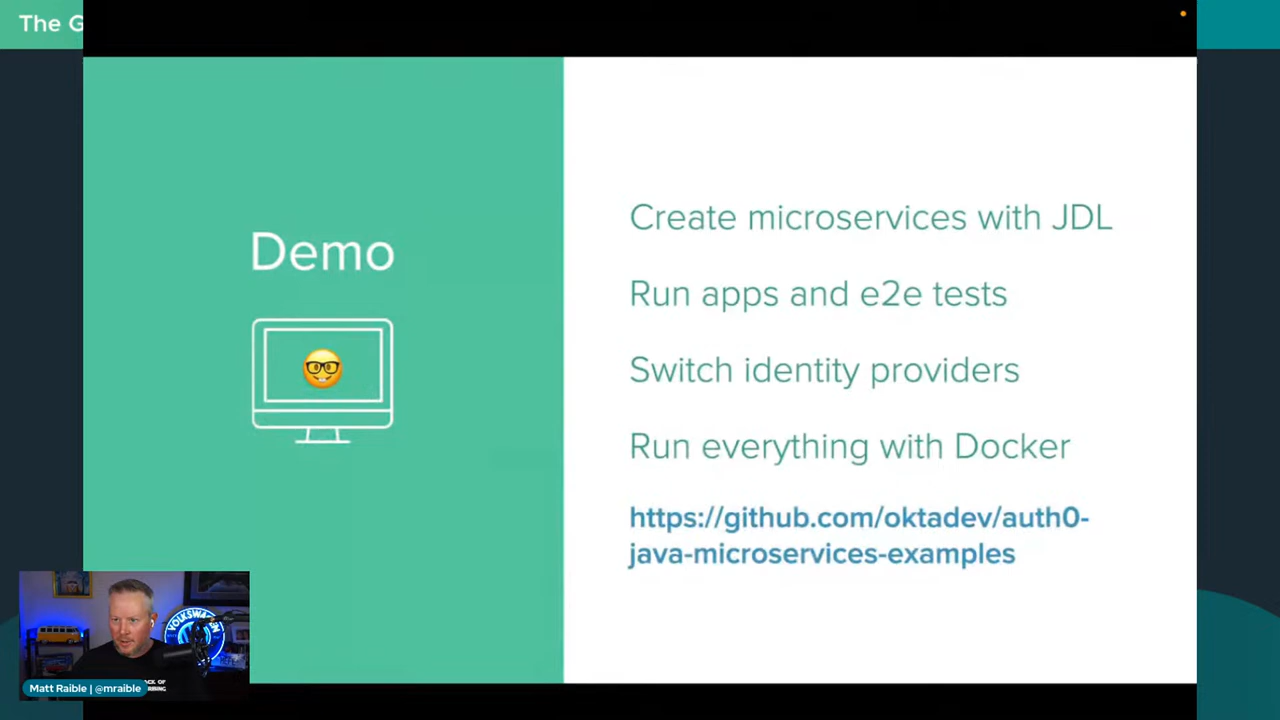 The G
Demo
Create microservices with JDL
Run apps and e2e tests
Switch identity providers
Run everything with Docker
https://github.com/oktadev/auth0-
java-microservices-examples
VOLKSWAGEN
Matt Raible | @mraible